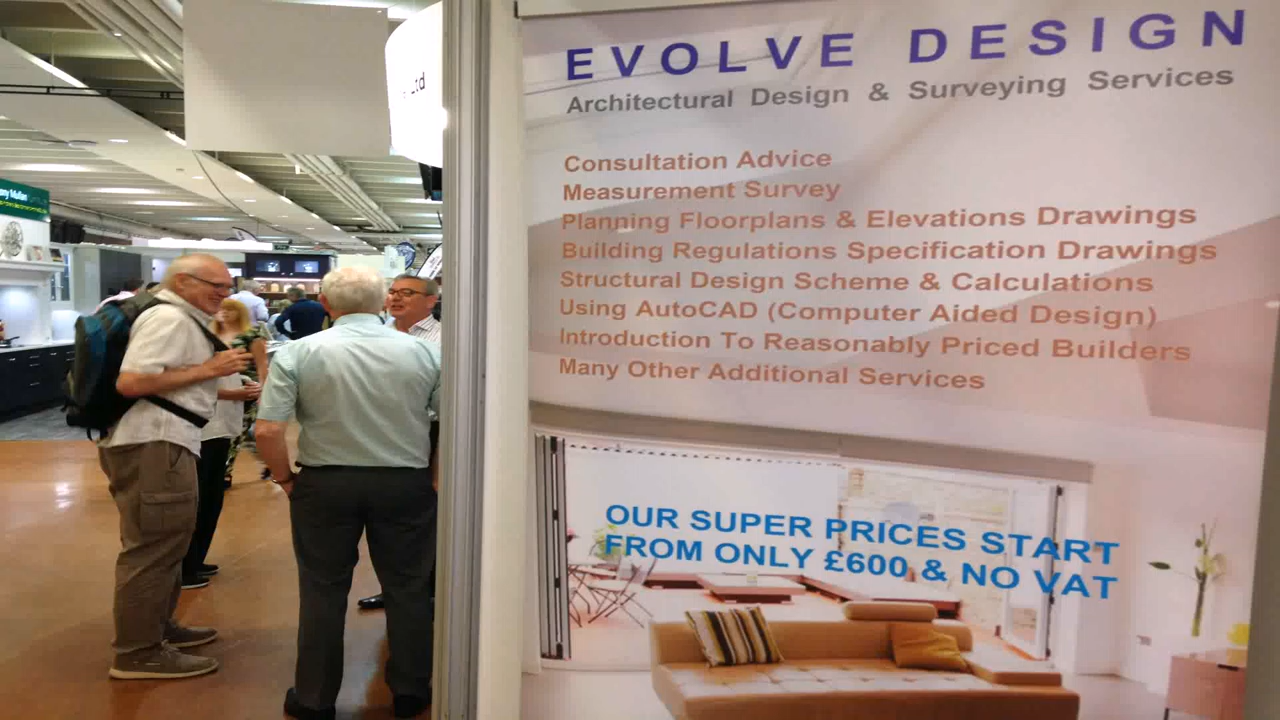 EVOLVE DESIGN
Architectural Design & Surveying Services
Consultation Advice
Measurement Survey
Planning Floorplans & Elevations Drawings
Building Regulations Specification Drawings
Structural Design Scheme & Calculations
Using AutoCAD (Computer Aided Design)
Introduction To Reasonably Priced Builders
Many Other Additional Services
OUR SUPER PRICES START
FROM ONLY £600 & NO VAT
Ltd
Mullan